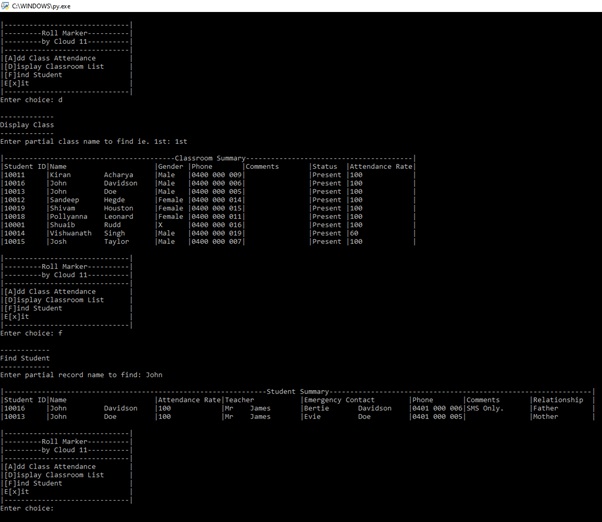 C:\WINDOWS\py.exe
|------------------------------|
|---------Roll Marker----------|
|---------by Cloud 11----------|
|------------------------------|
|[A]dd Class Attendance |
|[D]isplay Classroom List |
|[F]ind Student |
|E[x]it |
|------------------------------|
Enter choice: d
-------------
Display Class
-------------
Enter partial class name to find ie. 1st: 1st
|------------------------------------------Classroom Summary-----------------------------------------|
|Student ID|Name |Gender |Phone |Comments |Status |Attendance Rate|
|10011 |Kiran Acharya |Male |0400 000 009| |Present |100 |
|10016 |John Davidson |Male |0400 000 006| |Present |100 |
|10013 |John Doe |Male |0400 000 005| |Present |100 |
|10012 |Sandeep Hegde |Female |0400 000 014| |Present |100 |
|10019 |Shivam Houston |Female |0400 000 015| |Present |100 |
|10018 |Pollyanna Leonard |Female |0400 000 011| |Present |100 |
|10001 |Shuaib Rudd |X |0400 000 016| |Present |100 |
|10014 |Vishwanath Singh |Male |0400 000 019| |Present |60 |
|10015 |Josh Taylor |Male |0400 000 007| |Present |100 |
|------------------------------|
|---------Roll Marker----------|
|---------by Cloud 11----------|
|------------------------------|
|[A]dd Class Attendance |
|[D]isplay Classroom List |
|[F]ind Student |
|E[x]it |
|------------------------------|
Enter choice: f
------------
Find Student
------------
Enter partial record name to find: John
|----------------------------------------------------------------Student Summary----------------------------------------------------------------|
|Student ID|Name |Attendance Rate|Teacher |Emergency Contact |Phone |Comments |Relationship |
|10016 |John Davidson |100 |Mr James |Bertie Davidson |0401 000 006|SMS Only. |Father |
|10013 |John Doe |100 |Mr James |Evie Doe |0401 000 005| |Mother |
|------------------------------|
|---------Roll Marker----------|
|---------by Cloud 11----------|
|------------------------------|
|[A]dd Class Attendance |
|[D]isplay Classroom List |
|[F]ind Student |
|E[x]it |
|------------------------------|
Enter choice: